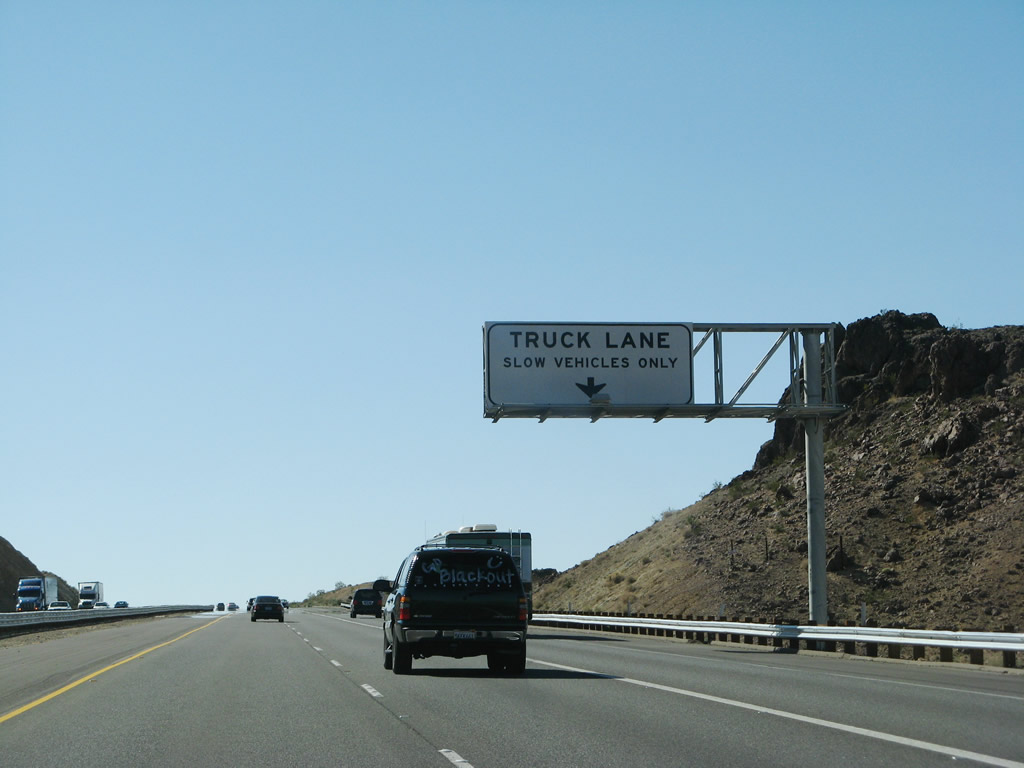 TRUCK LANE
SLOW VEHICLES ONLY
blackout